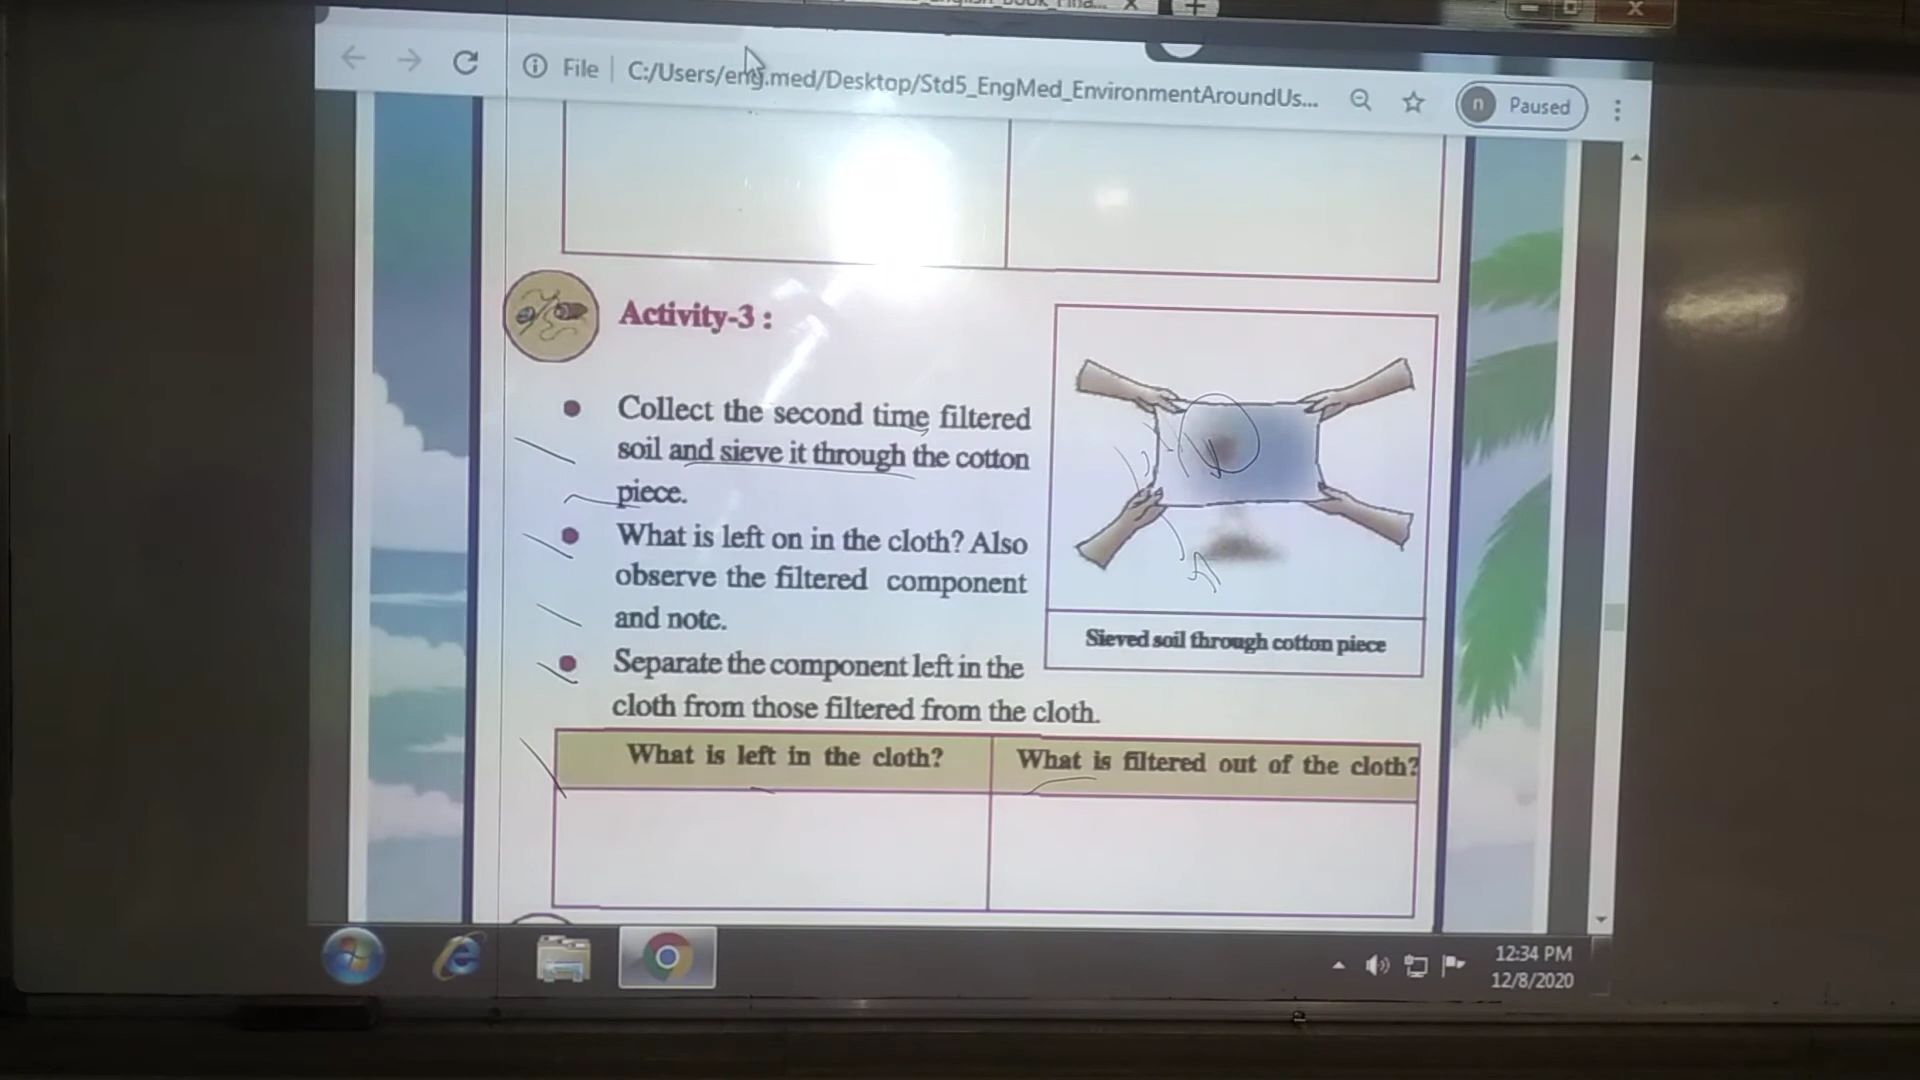 File
C:/Users/eng.med/Desktop/Std5_EngMed_EnvironmentAroundUs...
n Paused
Activity-3 :
Collect the second time filtered
soil and sieve it through the cotton
piece.
What is left on in the cloth? Also
observe the filtered component
and note.
Separate the component left in the
cloth from those filtered from the cloth.
Sieved soil through cotton piece
What is left in the cloth? What is filtered out of the cloth?
12:34 PM
12/8/2020